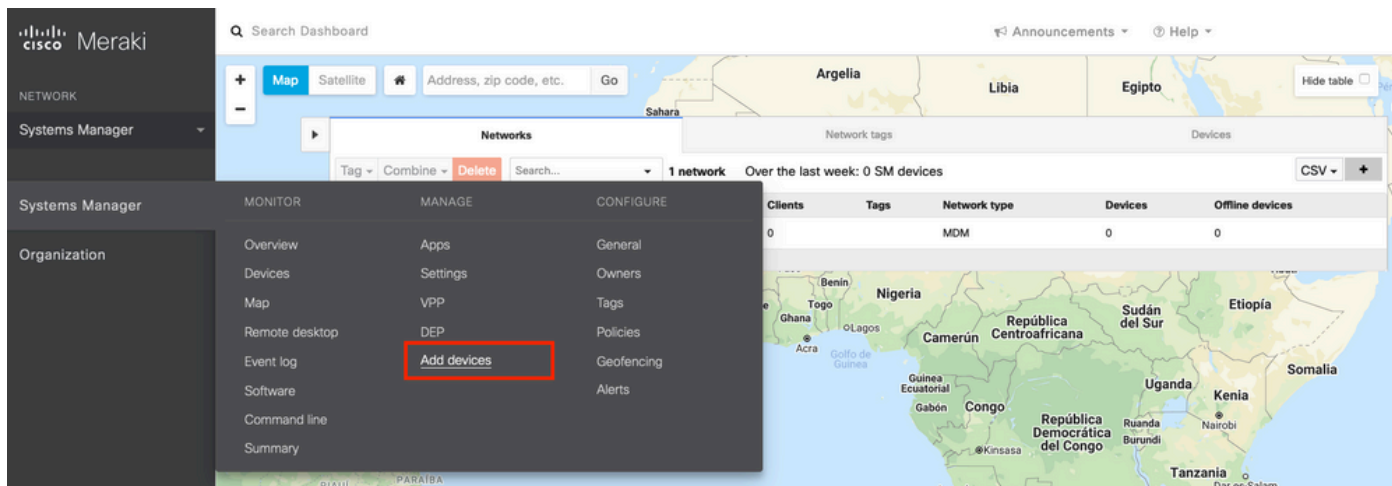 cisco Meraki
Search Dashboard
Announcements
Help
NETWORK
Systems Manager
Systems Manager
Organization
Map Satellite Address, zip code, etc. Go
Hide table
Networks Network tags Devices
Tag Combine Delete Search... 1 network Over the last week: 0 SM devices CSV +
Clients Tags Network type Devices Offline devices
0 MDM 0 0
MONITOR
Overview
Devices
Map
Remote desktop
Event log
Software
Command line
Summary
MANAGE
Apps
Settings
VPP
DEP
Add devices
CONFIGURE
General
Owners
Tags
Policies
Geofencing
Alerts
Argelia
Libia
Egipto
Sahara
Benín
Togo
Ghana
Nigeria
Lagos
Acra
Golfo de
Guinea
Camerún
República
Centroafricana
Sudán
del Sur
Etiopía
Somalia
Guinea
Ecuatorial
Gabón
Congo
Uganda
Kenia
Nairobi
República
Democrática
del Congo
Ruanda
Burundi
Kinsasa
Tanzania
PARAÍBA